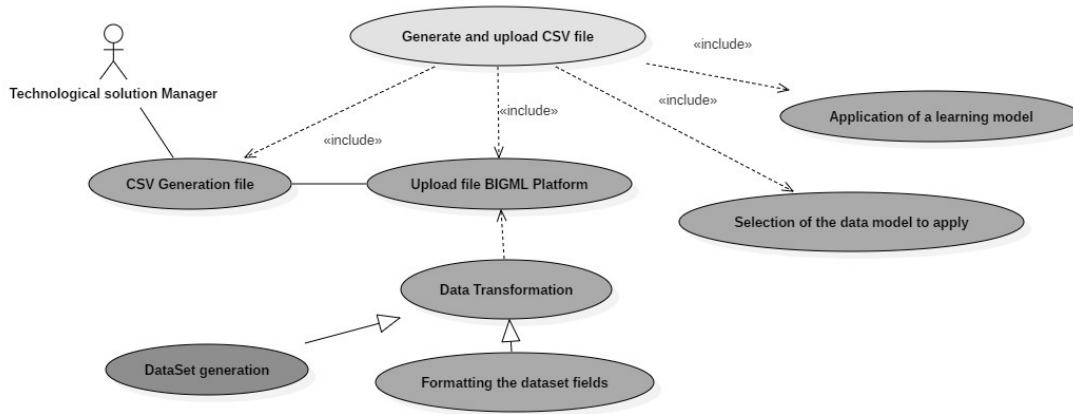 Generate and upload CSV file
«include»
Technological solution Manager
«include»
«include»
Application of a learning model
«include»
CSV Generation file
Upload file BIGML Platform
Selection of the data model to apply
Data Transformation
DataSet generation
Formatting the dataset fields